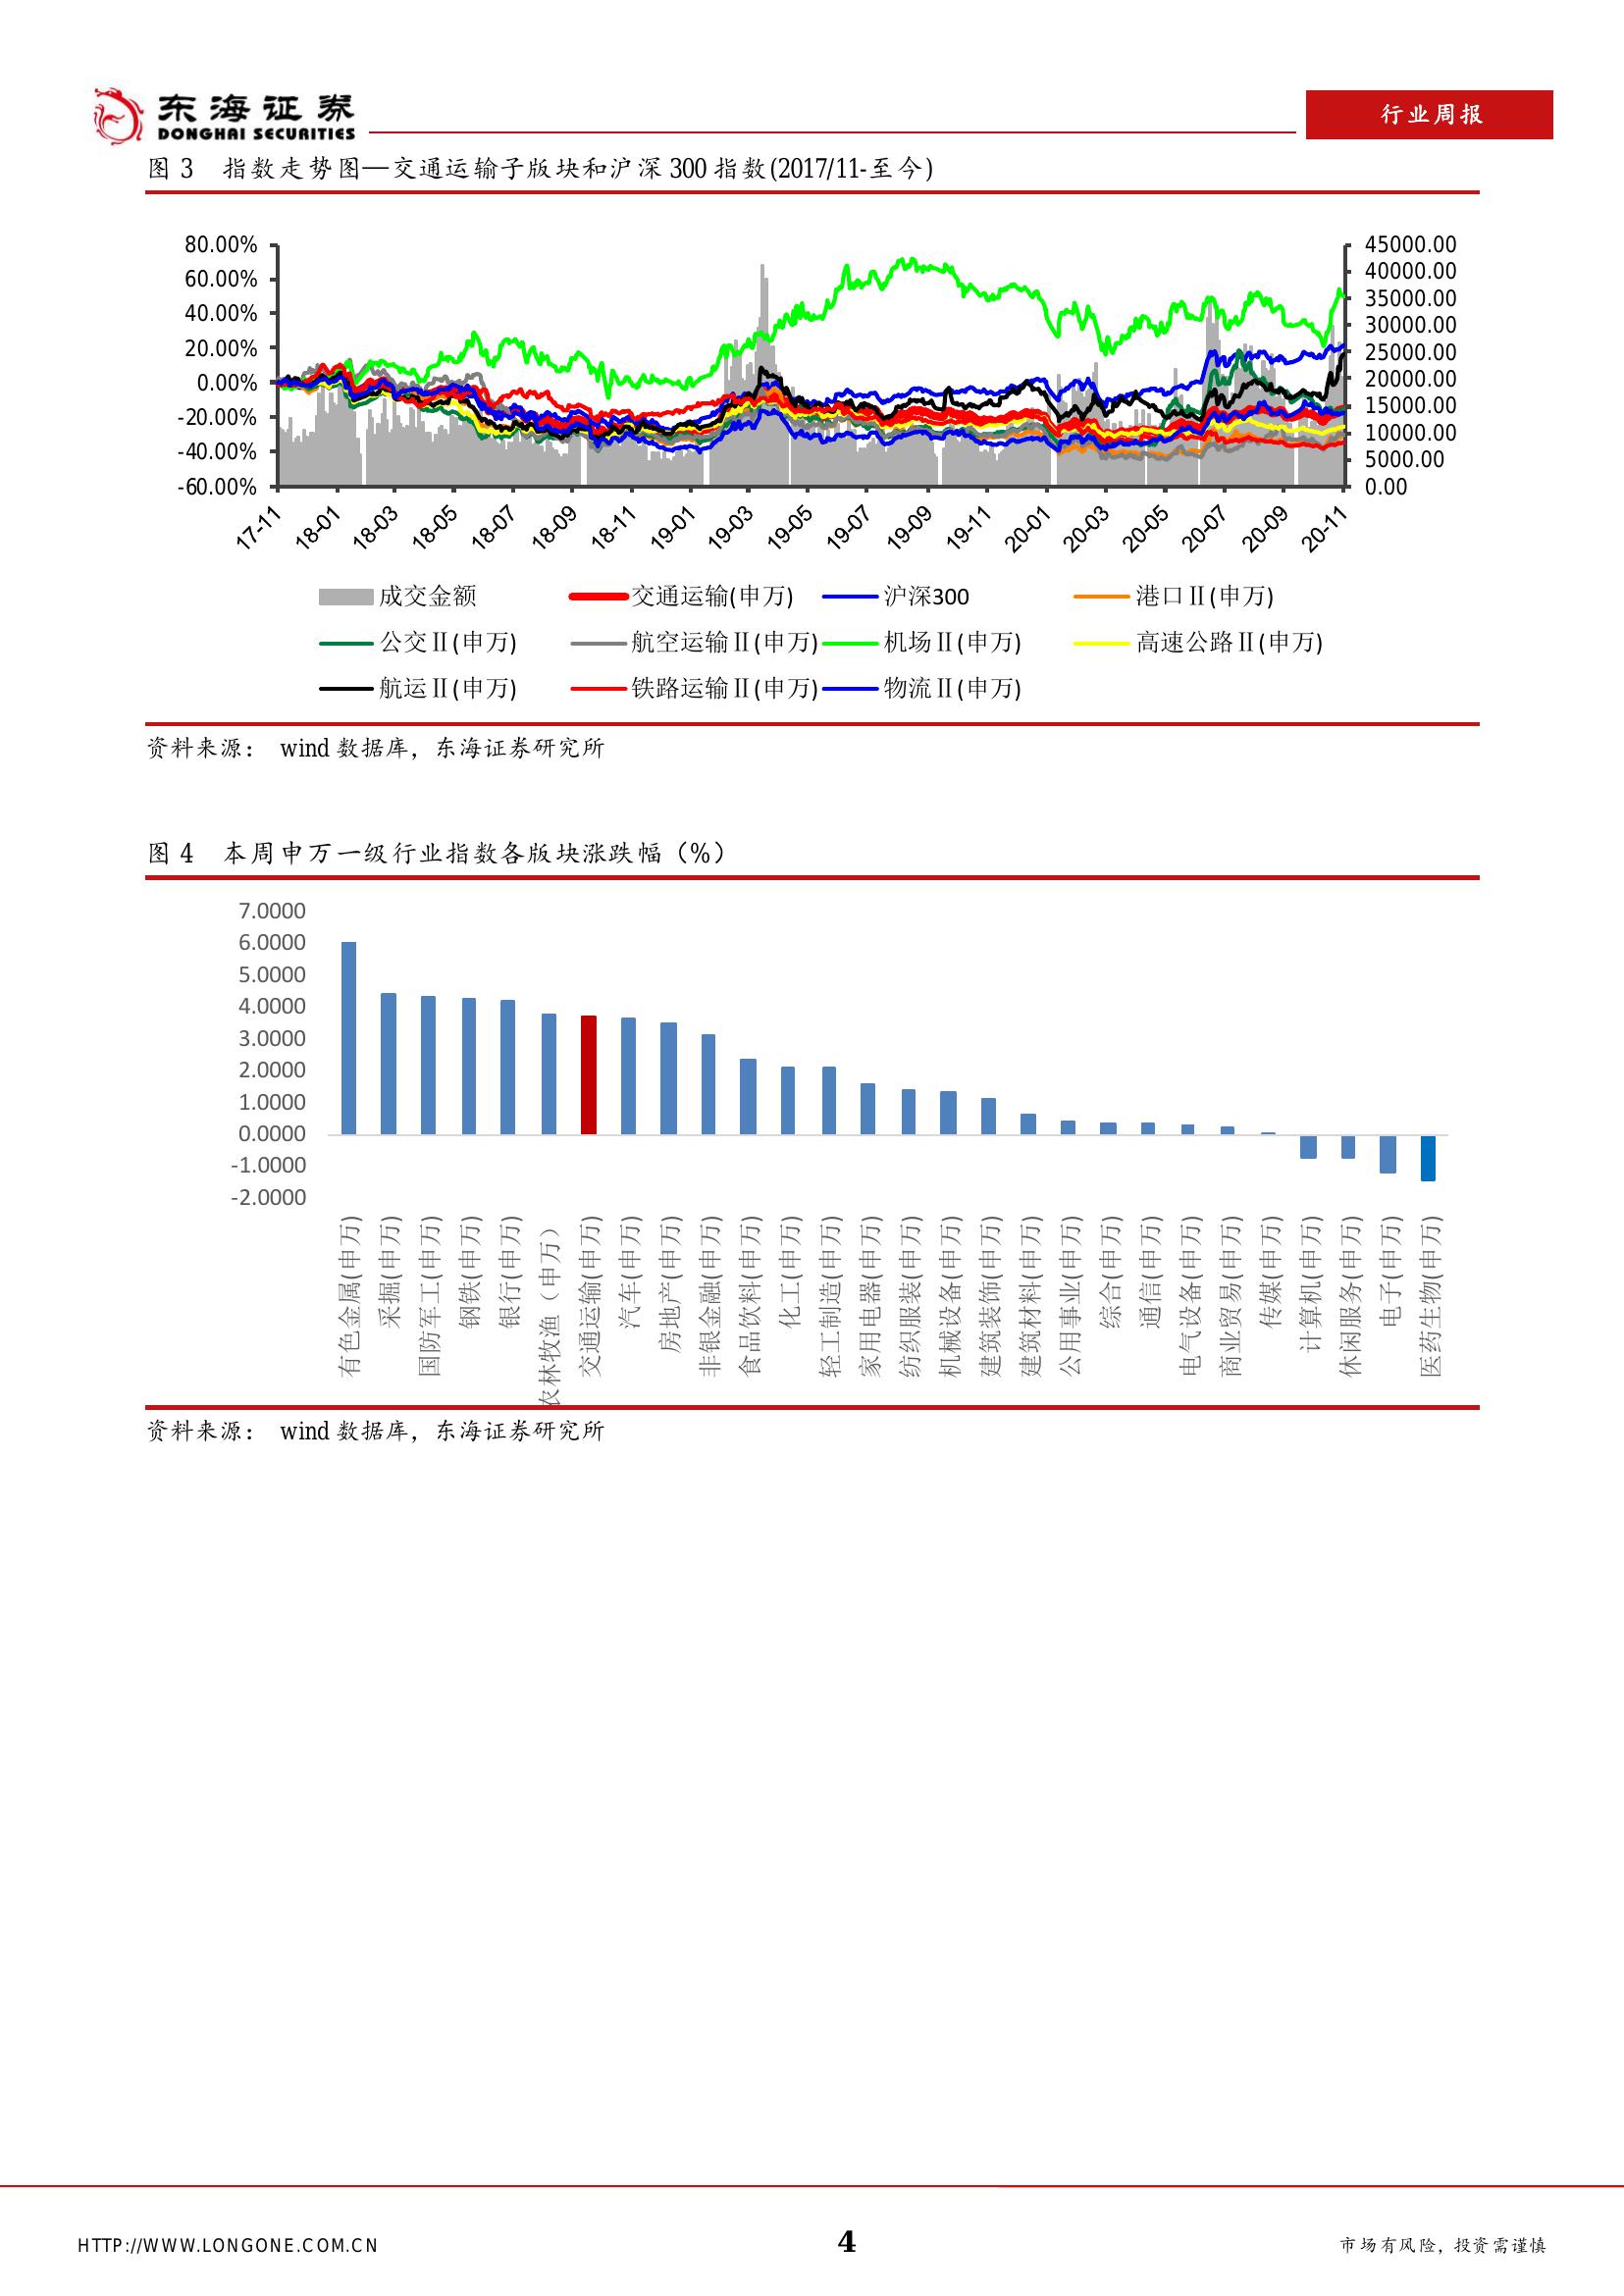 东海证券
DONGHAI SECURITIES
行业周报
图 3 指数走势图—交通运输子版块和沪深 300 指数(2017/11-至今)
80.00%
60.00%
40.00%
20.00%
0.00%
-20.00%
-40.00%
-60.00%
45000.00
40000.00
35000.00
30000.00
25000.00
20000.00
15000.00
10000.00
5000.00
0.00
17-11 18-01 18-03 18-05 18-07 18-09 18-11 19-01 19-03 19-05 19-07 19-09 19-11 20-01 20-03 20-05 20-07 20-09 20-11
成交金额 交通运输(申万) 沪深300 港口Ⅱ(申万)
公交Ⅱ(申万) 航空运输Ⅱ(申万) 机场Ⅱ(申万) 高速公路Ⅱ(申万)
航运Ⅱ(申万) 铁路运输Ⅱ(申万) 物流Ⅱ(申万)
资料来源: wind 数据库,东海证券研究所
图 4 本周申万一级行业指数各版块涨跌幅(%)
7.0000
6.0000
5.0000
4.0000
3.0000
2.0000
1.0000
0.0000
-1.0000
-2.0000
有色金属(申万)
采掘(申万)
国防军工(申万)
钢铁(申万)
银行(申万)
农林牧渔(申万)
交通运输(申万)
汽车(申万)
房地产(申万)
非银金融(申万)
食品饮料(申万)
化工(申万)
轻工制造(申万)
家用电器(申万)
纺织服装(申万)
机械设备(申万)
建筑装饰(申万)
建筑材料(申万)
公用事业(申万)
综合(申万)
通信(申万)
电气设备(申万)
商业贸易(申万)
传媒(申万)
计算机(申万)
休闲服务(申万)
电子(申万)
医药生物(申万)
资料来源: wind 数据库,东海证券研究所
HTTP://WWW.LONGONE.COM.CN
4
市场有风险,投资需谨慎